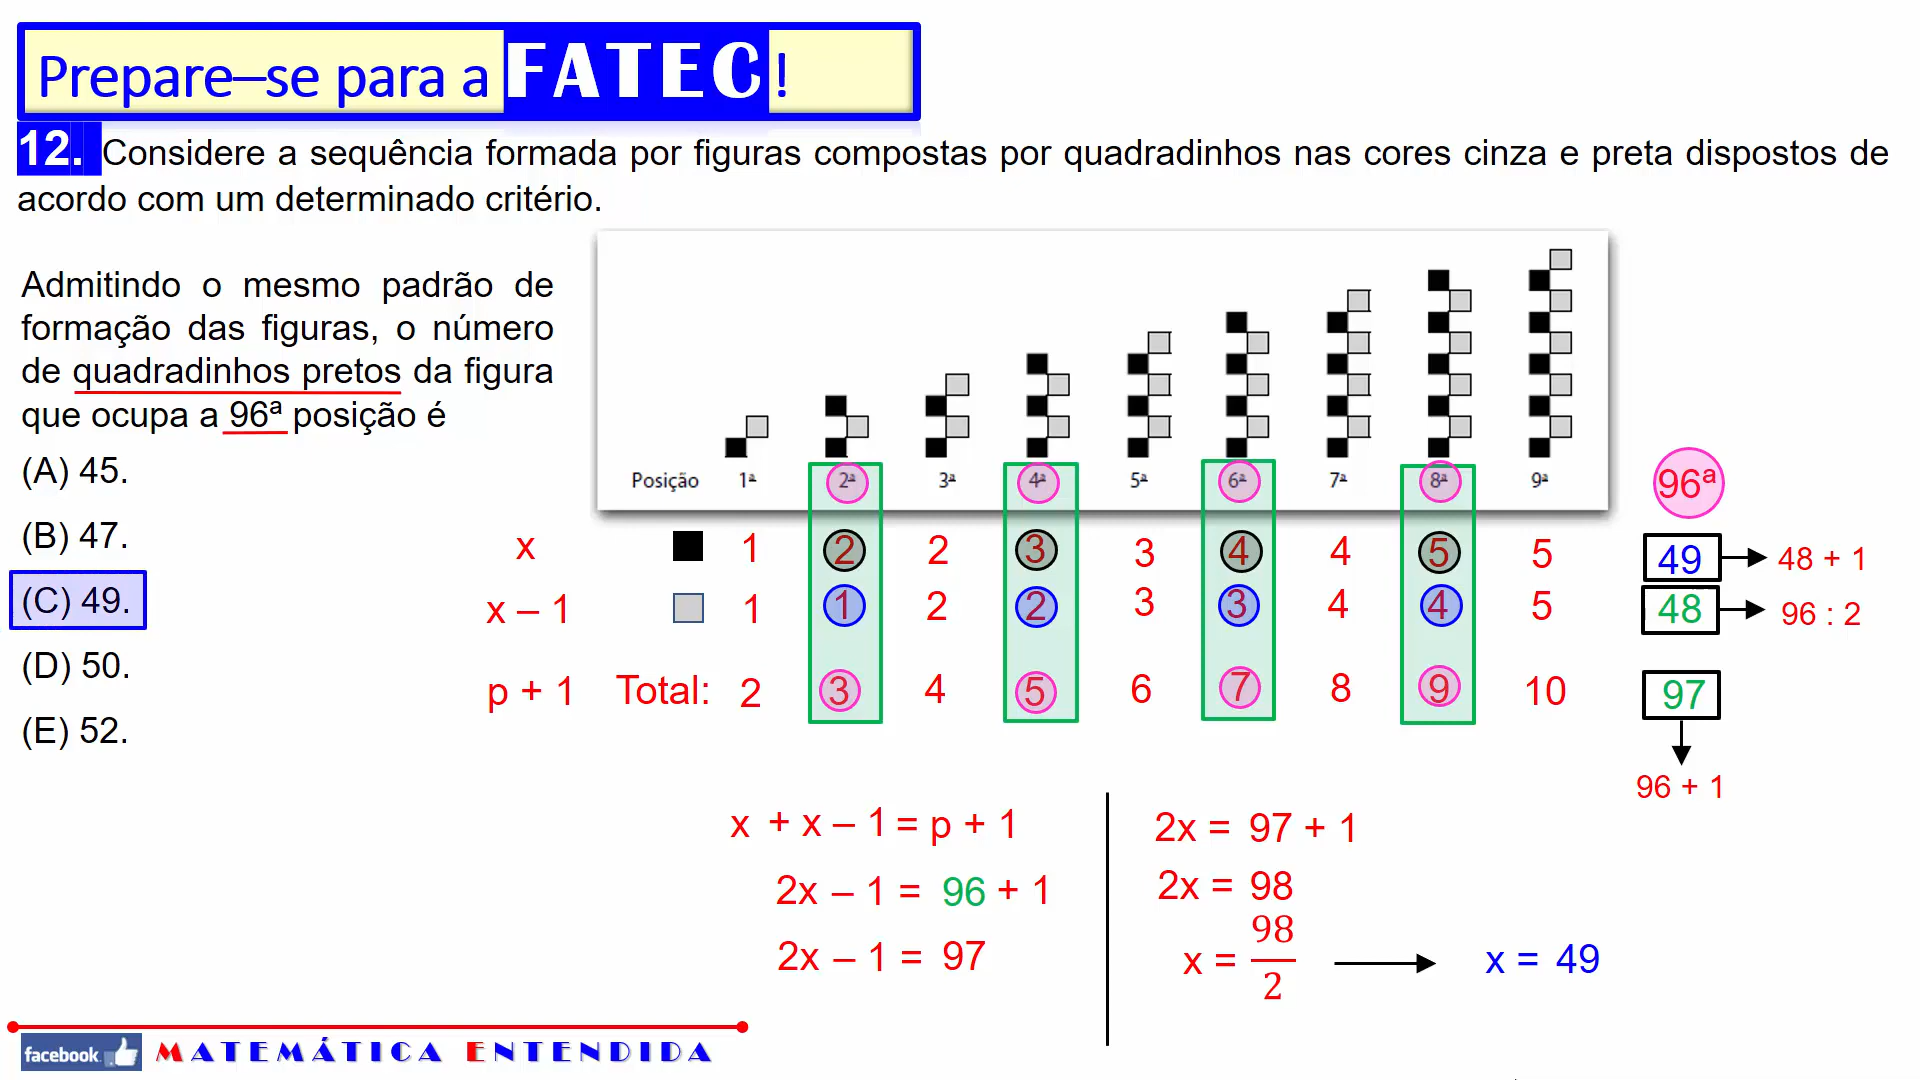 Prepare–se para a FATEC!
12. Considere a sequência formada por figuras compostas por quadradinhos nas cores cinza e preta dispostos de
acordo com um determinado critério.
Admitindo o mesmo padrão de
formação das figuras, o número
de quadradinhos pretos da figura
que ocupa a 96ª posição é
(A) 45.
(B) 47.
(C) 49.
(D) 50.
(E) 52.
Posição 1ª 2ª 3ª 4ª 5ª 6ª 7ª 8ª 9ª 96ª
x 1 2 2 3 3 4 4 5 5 49 48 + 1
x – 1 1 1 2 2 3 3 4 4 5 48 96 : 2
p + 1 Total: 2 3 4 5 6 7 8 9 10 97
96 + 1
x + x – 1 = p + 1
2x – 1 = 96 + 1
2x – 1 = 97
2x = 97 + 1
2x = 98
x = 98/2 x = 49
facebook MATEMÁTICA ENTENDIDA